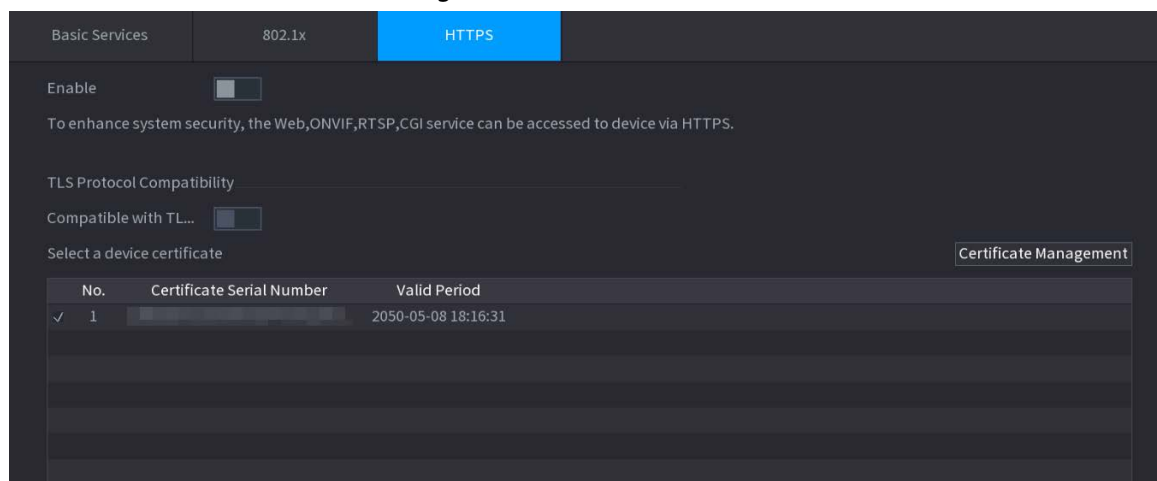 Basic Services 802.1x HTTPS
Enable
To enhance system security, the Web,ONVIF,RTSP,CGI service can be accessed to device via HTTPS.
TLS Protocol Compatibility
Compatible with TL...
Select a device certificate Certificate Management
No. Certificate Serial Number Valid Period
1 2050-05-08 18:16:31